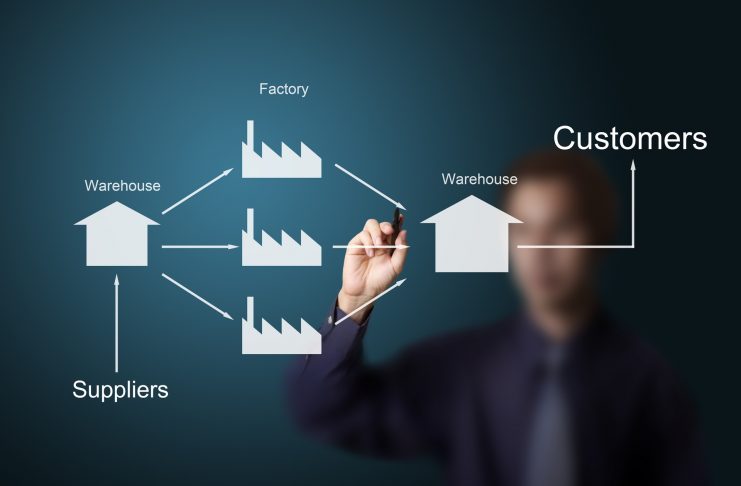 Factory
Customers
Warehouse
Warehouse
Suppliers